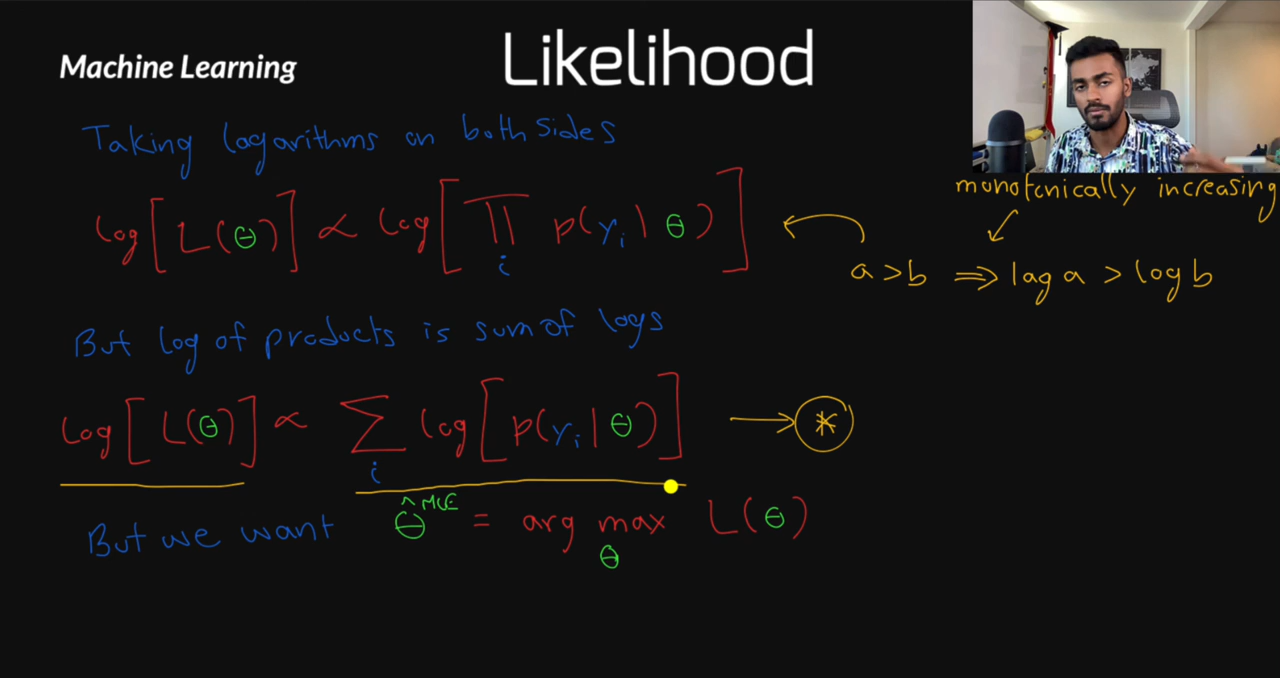 Likelihood
Machine Learning
Taking logarithms on both sides
log[L(θ)] ∝ log[∏ p(yᵢ | θ)]
i
monotonically increasing
a > b ⇒ log a > log b
But log of products is sum of logs
log[L(θ)] ∝ ∑ log[p(yᵢ | θ)] → *
i
But we want θ̂ᴹᴸᴱ = arg max L(θ)
θ